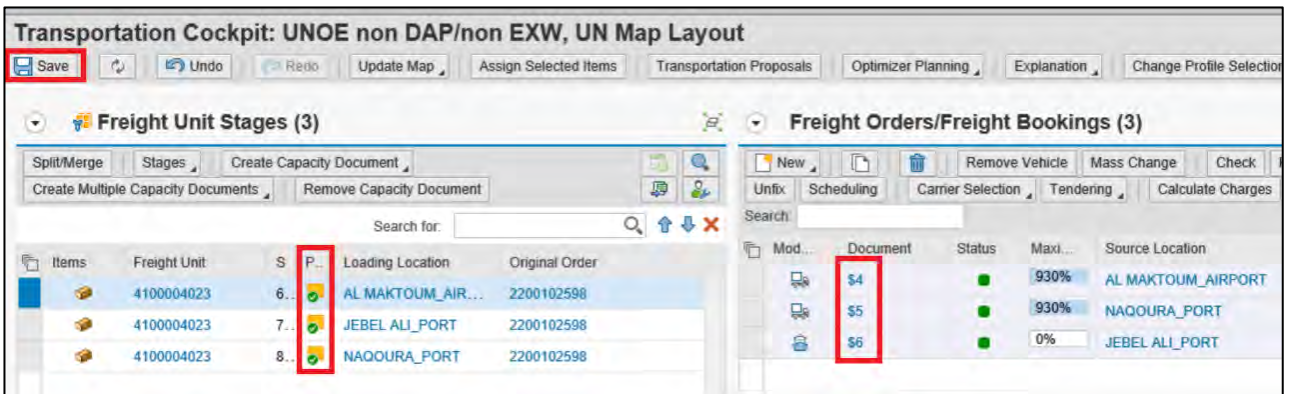 Transportation Cockpit: UNOE non DAP/non EXW, UN Map Layout
Save Undo Redo Update Map Assign Selected Items Transportation Proposals Optimizer Planning Explanation Change Profile Selection
Freight Unit Stages (3)
Split/Merge Stages Create Capacity Document
Create Multiple Capacity Documents Remove Capacity Document
Search for:
Items Freight Unit S P... Loading Location Original Order
4100004023 6... AL MAKTOUM_AIR... 2200102598
4100004023 7... JEBEL ALI_PORT 2200102598
4100004023 8... NAQOURA_PORT 2200102598
Freight Orders/Freight Bookings (3)
New Remove Vehicle Mass Change Check
Unfix Scheduling Carrier Selection Tendering Calculate Charges
Search:
Mod... Document Status Maxi... Source Location
$4 930% AL MAKTOUM_AIRPORT
$5 930% NAQOURA_PORT
$6 0% JEBEL ALI_PORT